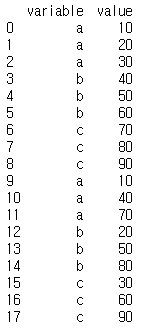 variable value
0 a 10
1 a 20
2 a 30
3 b 40
4 b 50
5 b 60
6 c 70
7 c 80
8 c 90
9 a 10
10 a 40
11 a 70
12 b 20
13 b 50
14 b 80
15 c 30
16 c 60
17 c 90